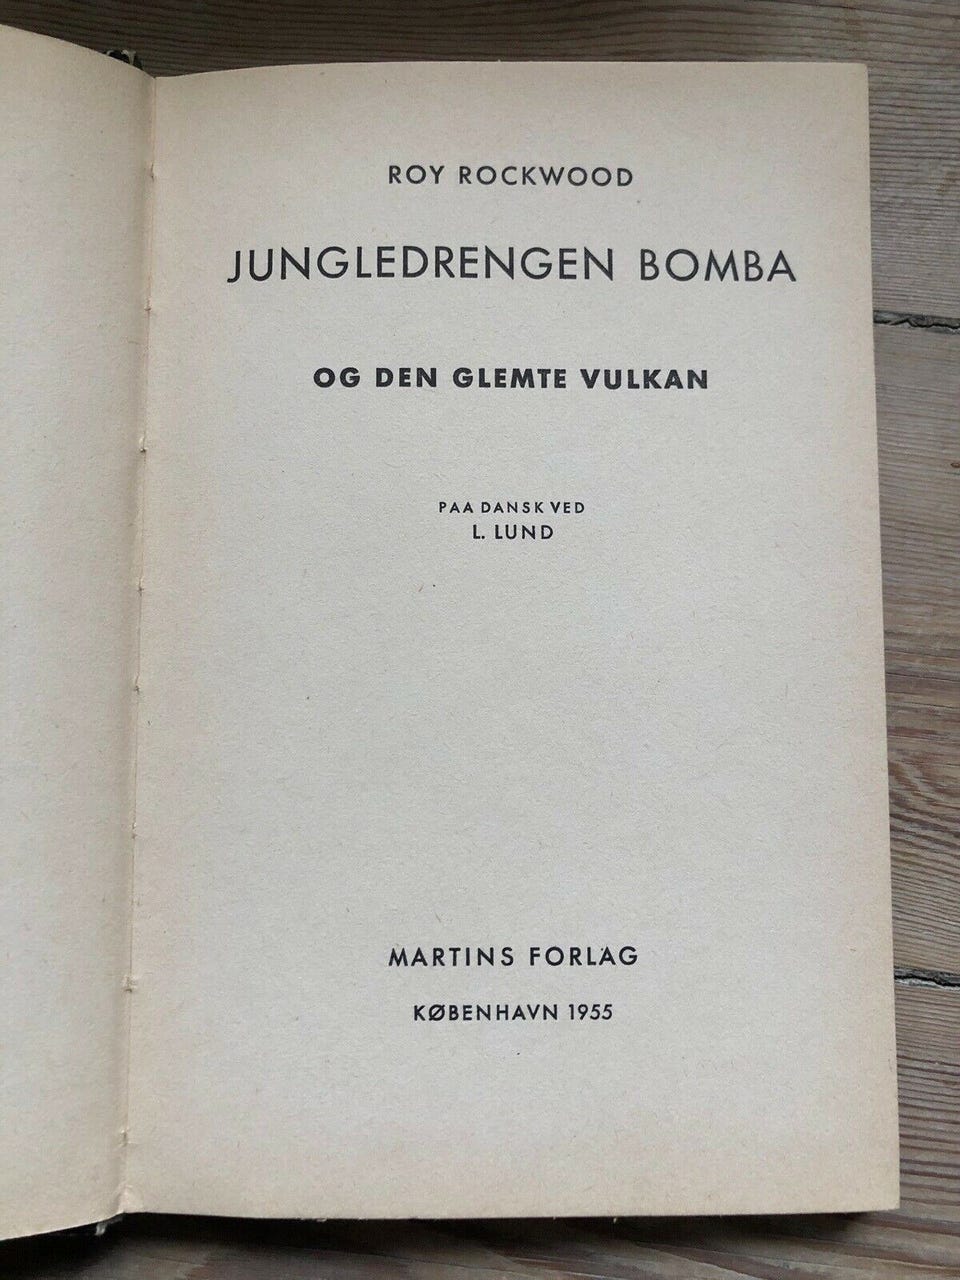 ROY ROCKWOOD
JUNGLEDRENGEN BOMBA
OG DEN GLEMTE VULKAN
PAA DANSK VED
L. LUND
MARTINS FORLAG
KØBENHAVN 1955